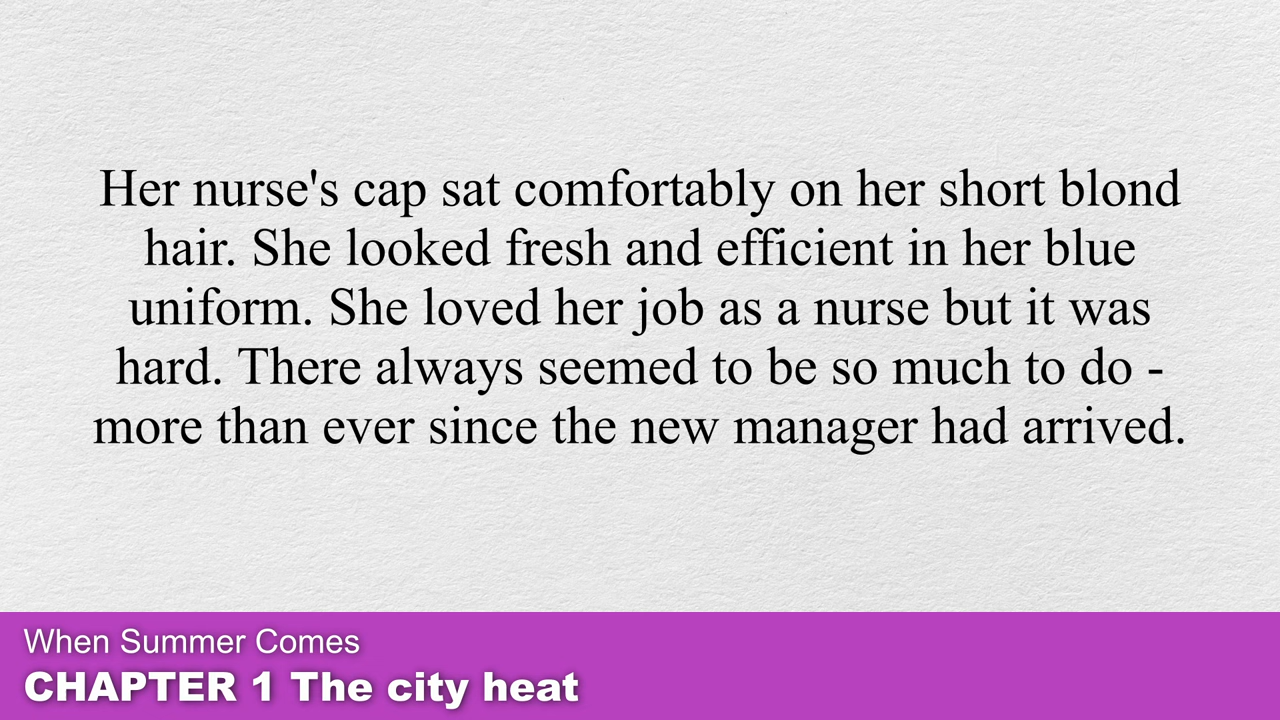 Her nurse's cap sat comfortably on her short blond
hair. She looked fresh and efficient in her blue
uniform. She loved her job as a nurse but it was
hard. There always seemed to be so much to do -
more than ever since the new manager had arrived.
When Summer Comes
CHAPTER 1 The city heat